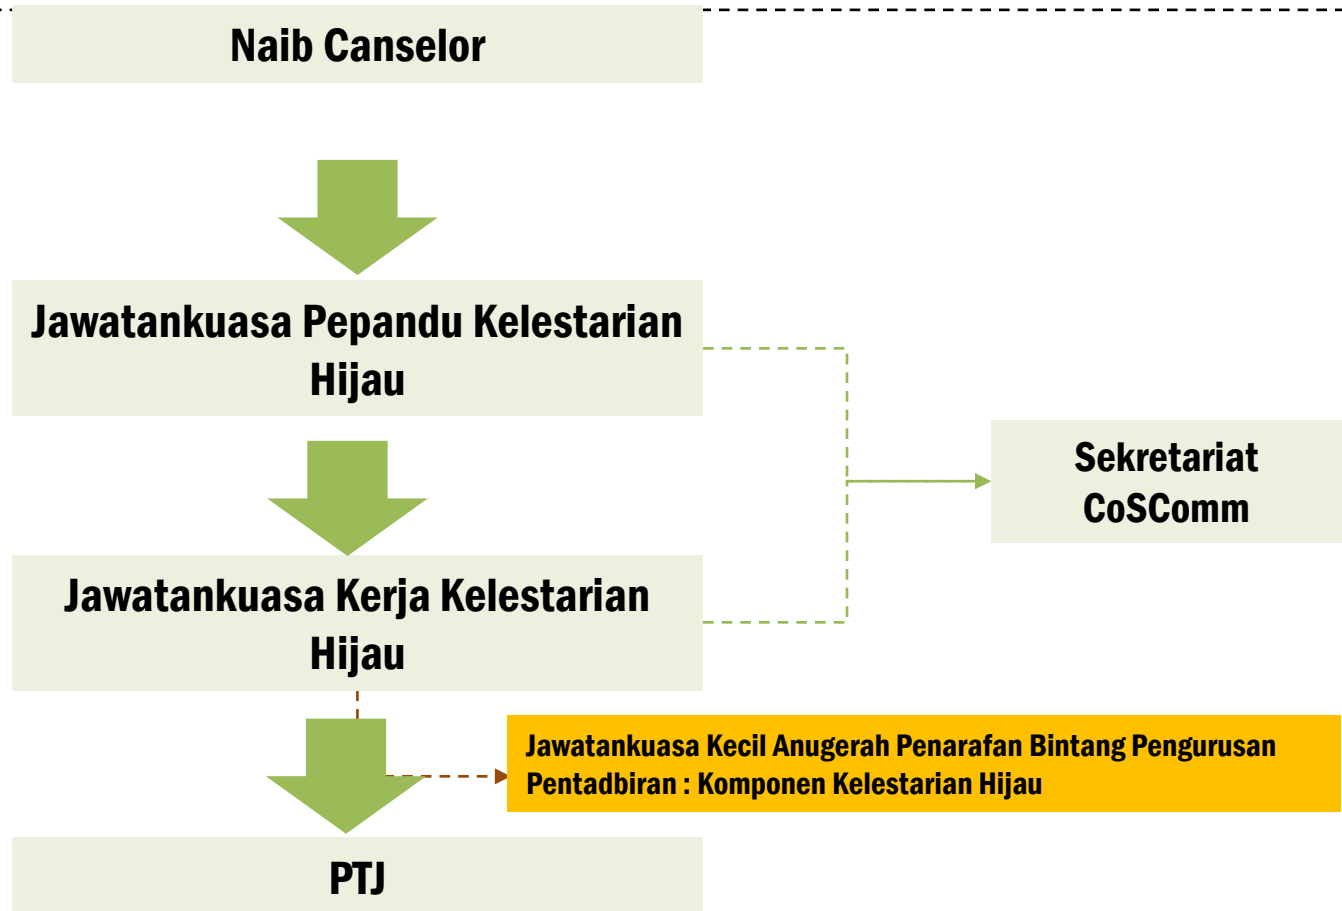 Naib Canselor
Jawatankuasa Pepandu Kelestarian
Hijau
Sekretariat
CoSComm
Jawatankuasa Kerja Kelestarian
Hijau
Jawatankuasa Kecil Anugerah Penarafan Bintang Pengurusan
Pentadbiran : Komponen Kelestarian Hijau
PTJ